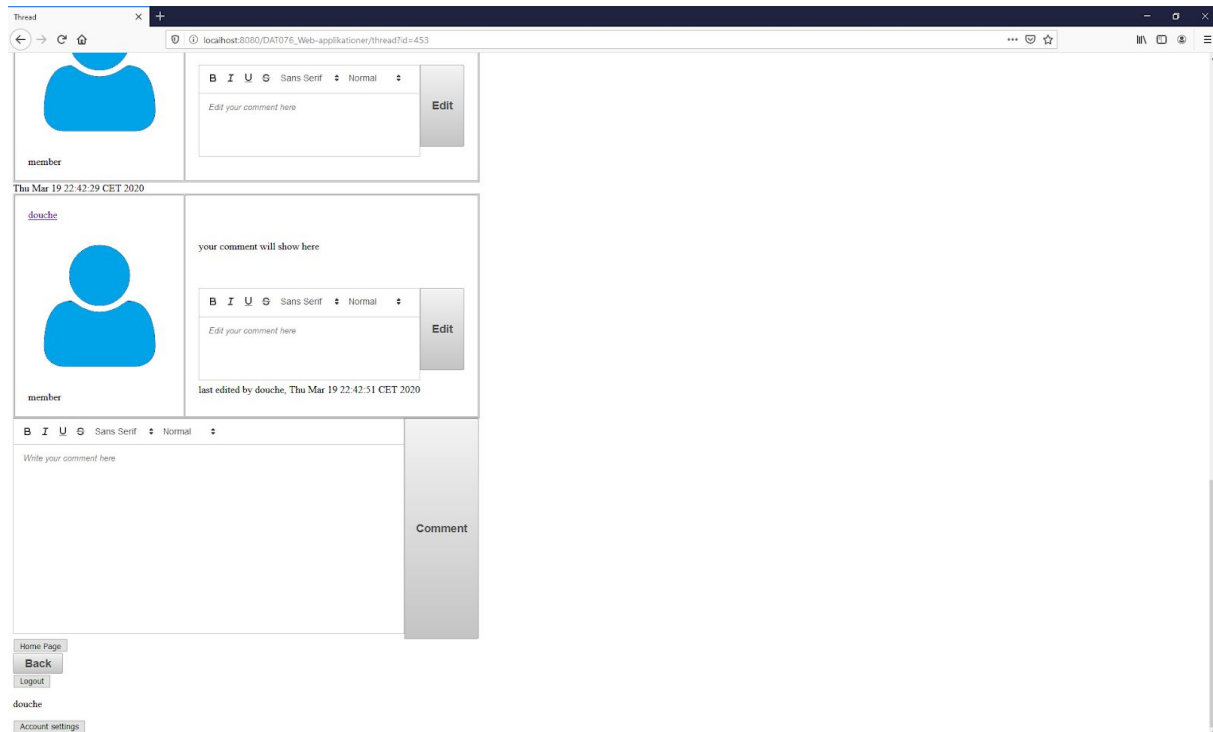 Thread
localhost:8080/DAT076_Web-applikationer/thread?id=453
B I U S Sans Serif Normal
Edit your comment here
Edit
member
Thu Mar 19 22:42:29 CET 2020
douche
your comment will show here
B I U S Sans Serif Normal
Edit your comment here
Edit
last edited by douche, Thu Mar 19 22:42:51 CET 2020
member
B I U S Sans Serif Normal
Write your comment here
Comment
Home Page
Back
Logout
douche
Account settings